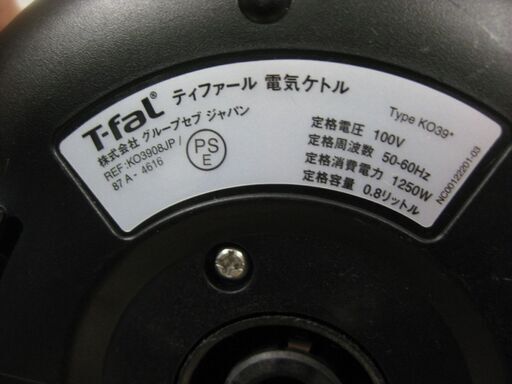 T-fal® ティファール 電気ケトル
株式会社 グループセブ ジャパン
REF:KO3908JP /
87 A - 4616
PS
E
Type KO39*
定格電圧 100V
定格周波数 50-60Hz
定格消費電力 1250W
定格容量 0.8リットル
NC00122201-03